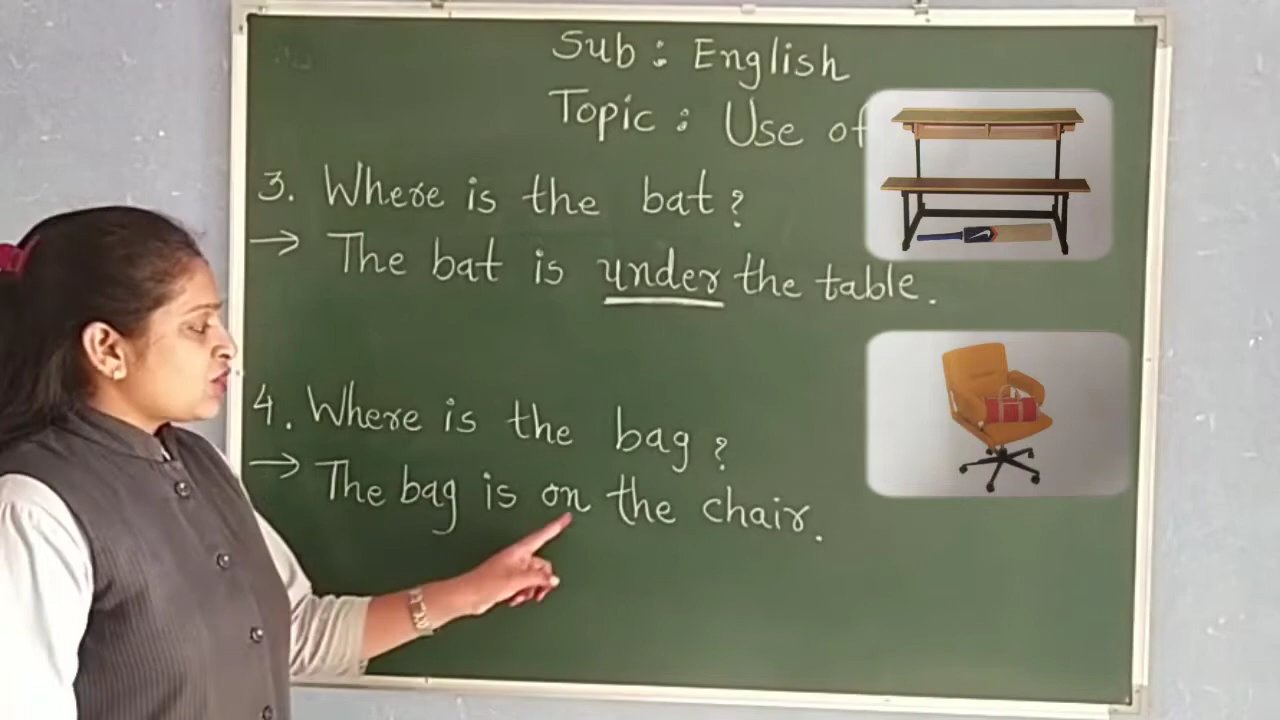 Sub : English
Topic : Use of
3. Where is the bat ?
→ The bat is under the table.
4. Where is the bag ?
→ The bag is on the chair.